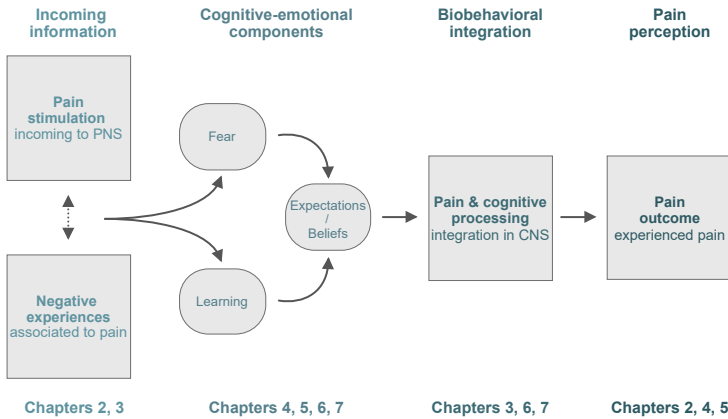 Incoming
information
Cognitive-emotional
components
Biobehavioral
integration
Pain
perception
Pain
stimulation
incoming to PNS
Negative
experiences
associated to pain
Fear
Learning
Expectations
/
Beliefs
Pain & cognitive
processing
integration in CNS
Pain
outcome
experienced pain
Chapters 2, 3
Chapters 4, 5, 6, 7
Chapters 3, 6, 7
Chapters 2, 4, 5